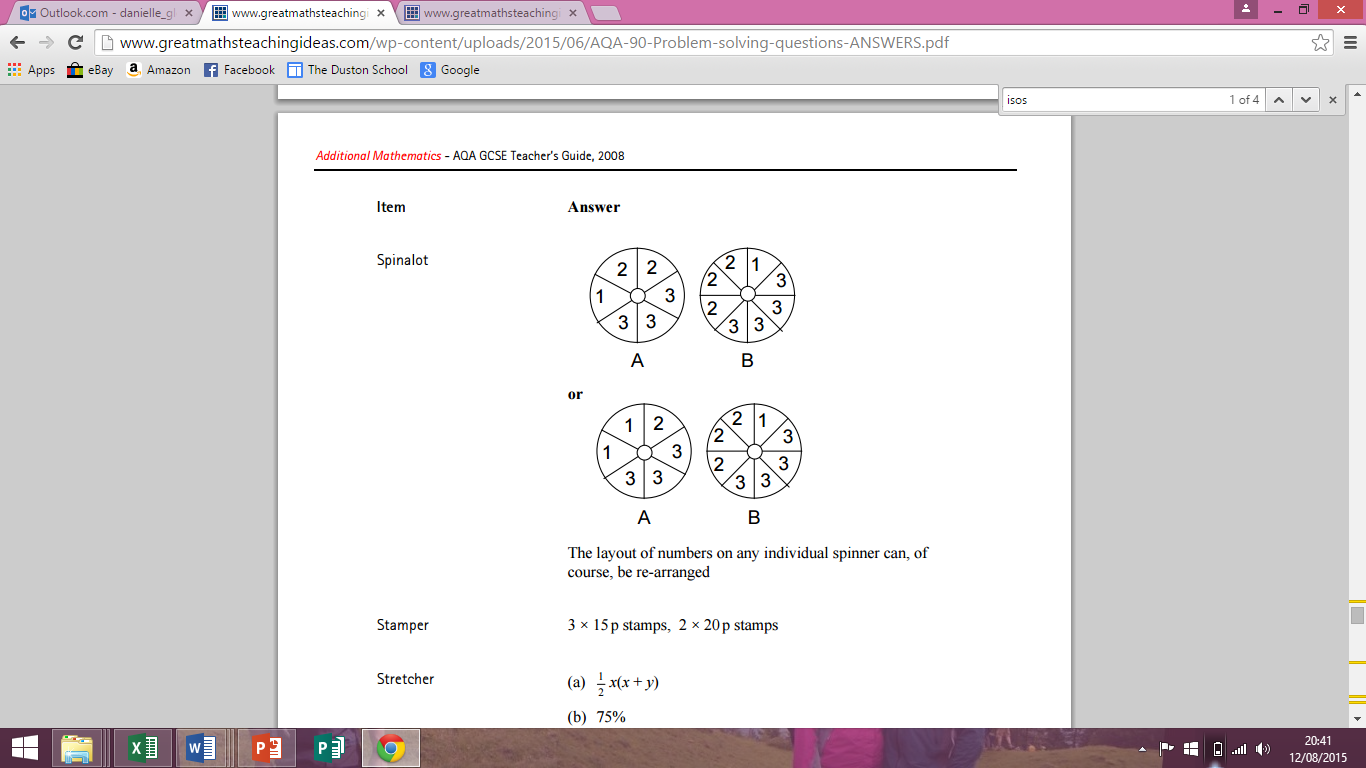 Outlook.com - danielle_gl
www.greatmathsteaching
www.greatmathsteaching
www.greatmathsteachingideas.com/wp-content/uploads/2015/06/AQA-90-Problem-solving-questions-ANSWERS.pdf
Apps eBay Amazon Facebook The Duston School Google
isos 1 of 4
Additional Mathematics - AQA GCSE Teacher's Guide, 2008
Item Answer
Spinalot
2 2 2 1
1 3 2 3
3 3 2 3
3 3
A B
or
1 2 2 1
1 3 2 3
3 3 2 3
3 3
A B
The layout of numbers on any individual spinner can, of
course, be re-arranged
Stamper 3 × 15p stamps, 2 × 20p stamps
Stretcher (a) 1/2 x(x + y)
(b) 75%
20:41
12/08/2015